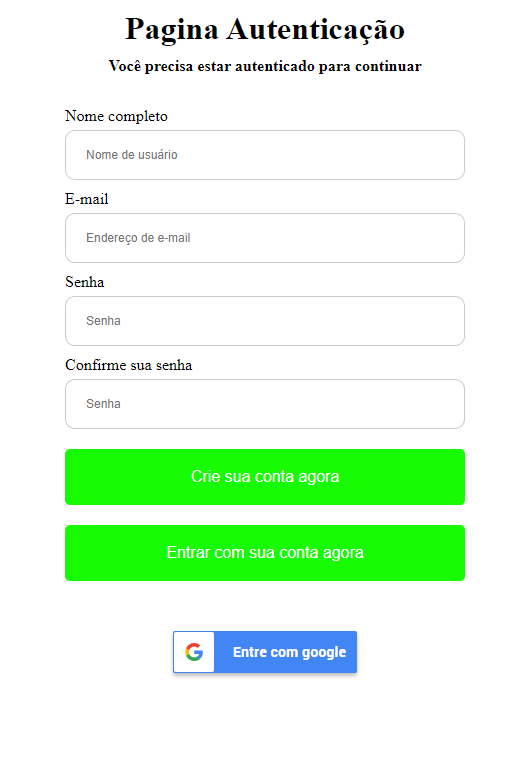 Pagina Autenticação
Você precisa estar autenticado para continuar
Nome completo
Nome de usuário
E-mail
Endereço de e-mail
Senha
Senha
Confirme sua senha
Senha
Crie sua conta agora
Entrar com sua conta agora
Entre com google